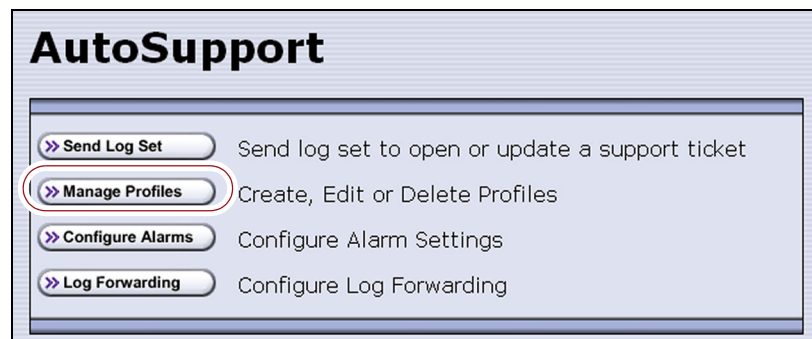 AutoSupport
» Send Log Set Send log set to open or update a support ticket
» Manage Profiles Create, Edit or Delete Profiles
» Configure Alarms Configure Alarm Settings
» Log Forwarding Configure Log Forwarding